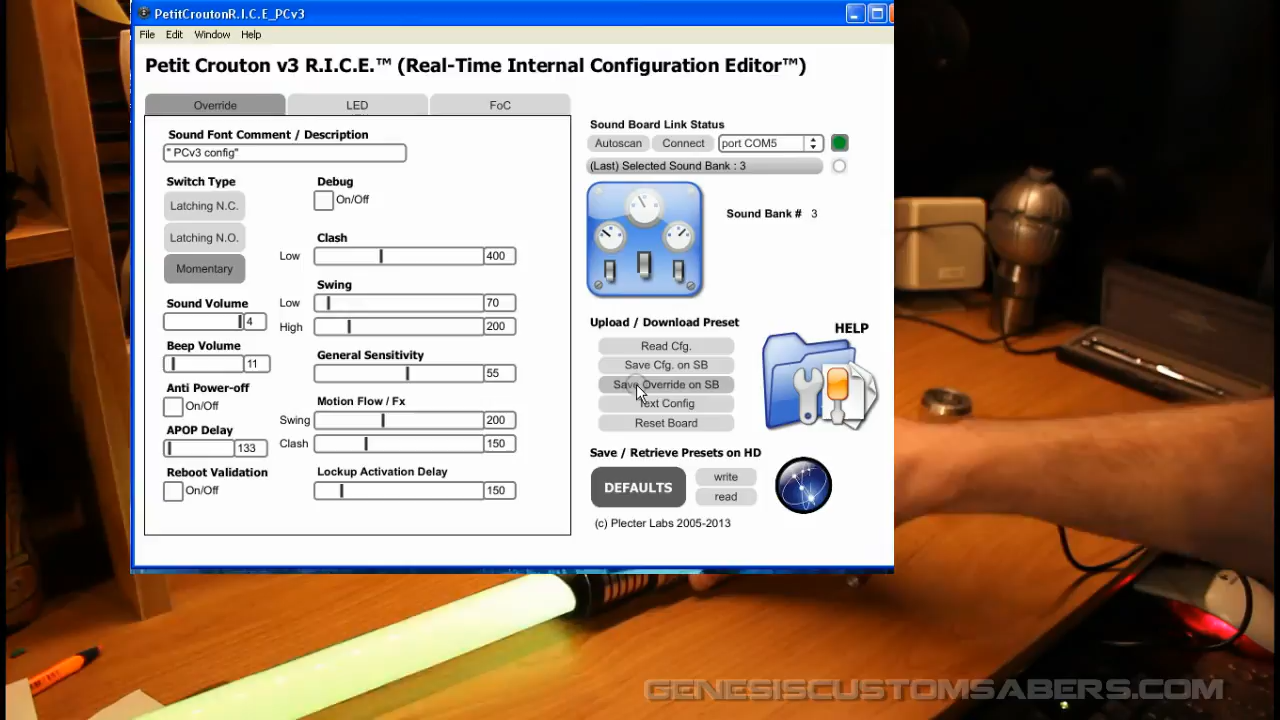 PetitCroutonR.I.C.E_PCv3
File Edit Window Help
Petit Crouton v3 R.I.C.E.™ (Real-Time Internal Configuration Editor™)
Override LED FoC
Sound Font Comment / Description
" PCv3 config"
Switch Type
Latching N.C.
Latching N.O.
Momentary
Sound Volume
4
Beep Volume
11
Anti Power-off
On/Off
APOP Delay
133
Reboot Validation
On/Off
Debug
On/Off
Clash
Low 400
Swing
Low 70
High 200
General Sensitivity
55
Motion Flow / Fx
Swing 200
Clash 150
Lockup Activation Delay
150
Sound Board Link Status
Autoscan Connect port COM5
(Last) Selected Sound Bank : 3
Sound Bank # 3
Upload / Download Preset
Read Cfg.
Save Cfg. on SB
Save Override on SB
Text Config
Reset Board
HELP
Save / Retrieve Presets on HD
DEFAULTS
write
read
(c) Plecter Labs 2005-2013
GENESISCUSTOMSABERS.COM